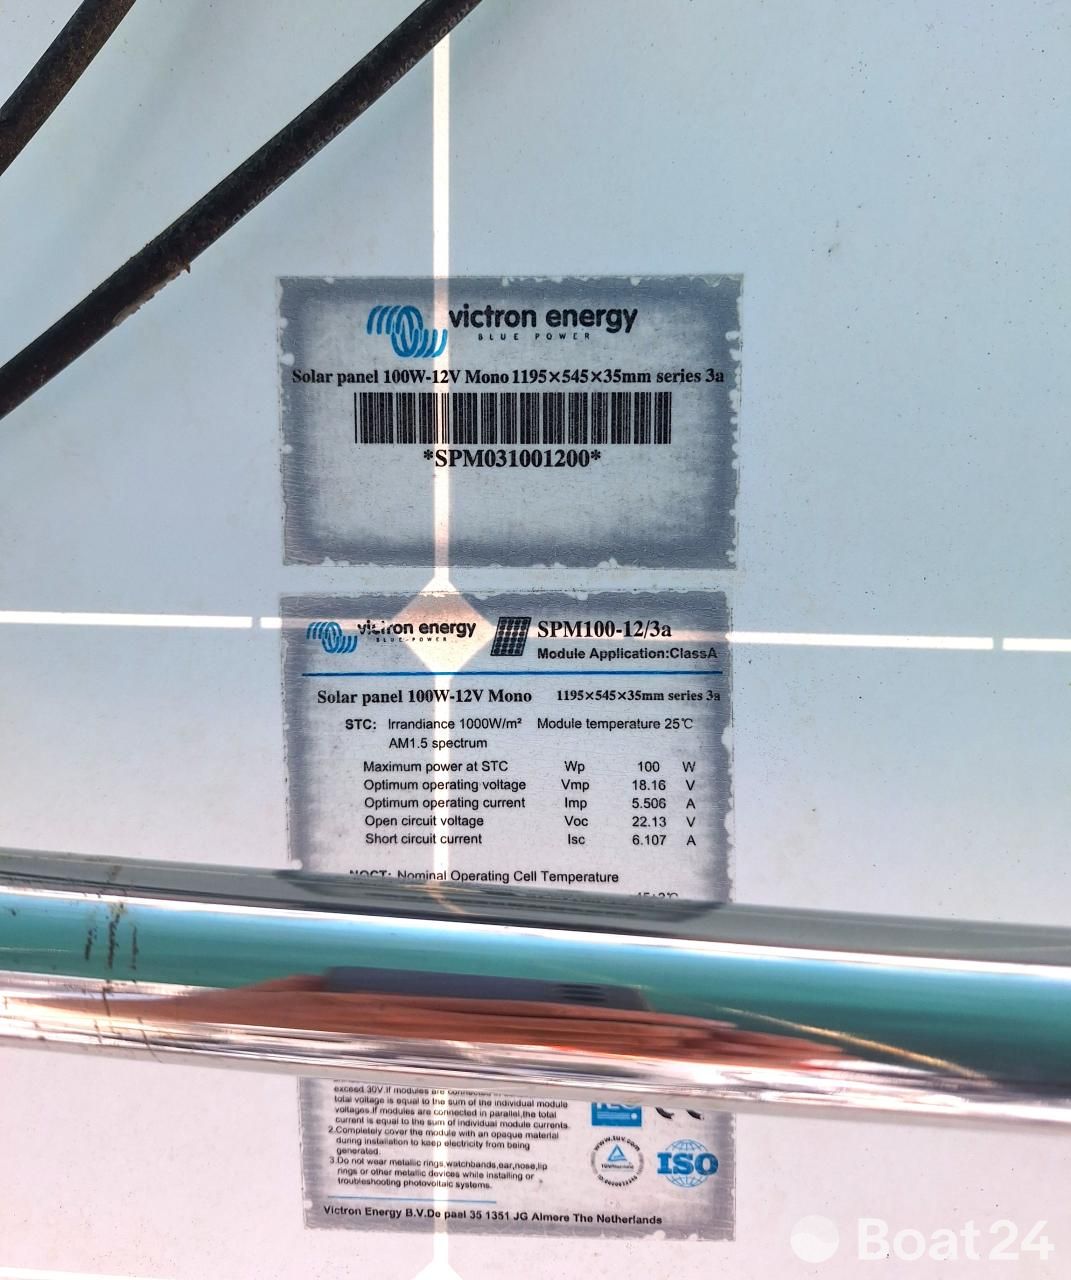 victron energy
BLUE POWER
Solar panel 100W-12V Mono 1195×545×35mm series 3a
*SPM031001200*
victron energy
BLUE POWER
SPM100-12/3a
Module Application:ClassA
Solar panel 100W-12V Mono 1195×545×35mm series 3a
STC: Irrandiance 1000W/m² Module temperature 25℃
AM1.5 spectrum
Maximum power at STC Wp 100 W
Optimum operating voltage Vmp 18.16 V
Optimum operating current Imp 5.506 A
Open circuit voltage Voc 22.13 V
Short circuit current Isc 6.107 A
NOCT: Nominal Operating Cell Temperature
exceed 30V.If modules are connected
total voltage is equal to the sum of the individual module
voltages.If modules are connected in parallel,the total
current is equal to the sum of individual module currents.
2.Completely cover the module with an opaque material
during installation to keep electricity from being
generated.
3.Do not wear metallic rings,watchbands,ear,nose,lip
rings or other metallic devices while installing or
troubleshooting photovoltaic systems.
www.tuv.com
ISO
Victron Energy B.V.De paal 35 1351 JG Almere The Netherlands
Boat24